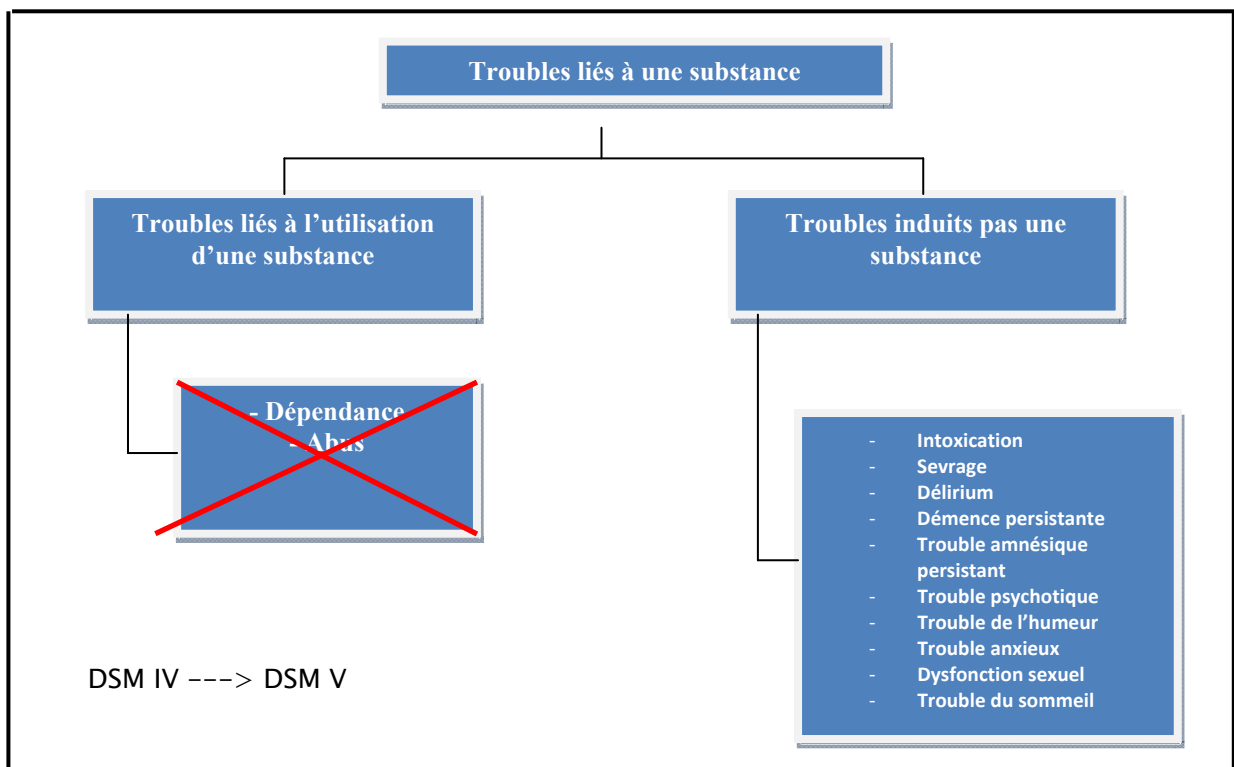 Troubles liés à une substance
Troubles liés à l’utilisation
d’une substance
Troubles induits pas une
substance
- Dépendance
- Abus
- Intoxication
- Sevrage
- Délirium
- Démence persistante
- Trouble amnésique
persistant
- Trouble psychotique
- Trouble de l’humeur
- Trouble anxieux
- Dysfonction sexuel
- Trouble du sommeil
DSM IV ---> DSM V